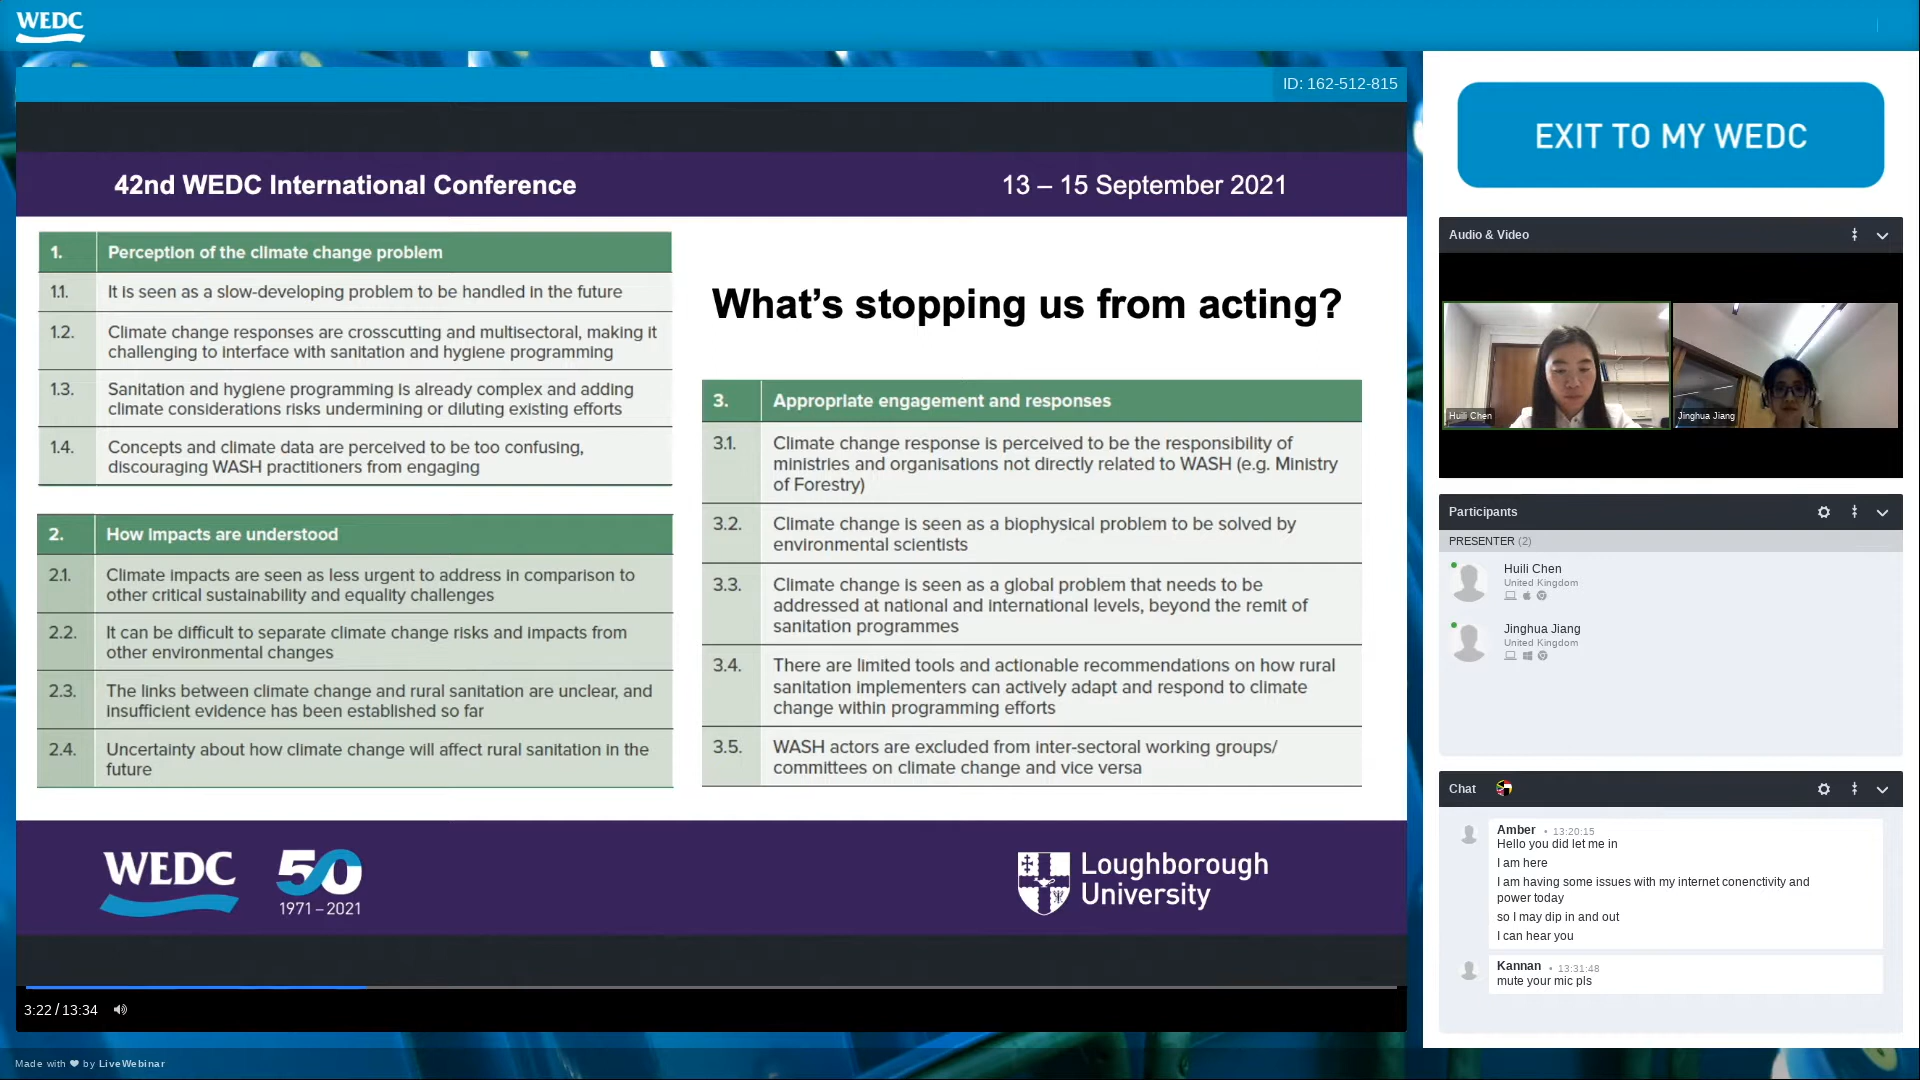 WEDC
ID: 162-512-815
42nd WEDC International Conference
13 – 15 September 2021
1. Perception of the climate change problem
1.1. It is seen as a slow-developing problem to be handled in the future
1.2. Climate change responses are crosscutting and multisectoral, making it
challenging to interface with sanitation and hygiene programming
1.3. Sanitation and hygiene programming is already complex and adding
climate considerations risks undermining or diluting existing efforts
1.4. Concepts and climate data are perceived to be too confusing,
discouraging WASH practitioners from engaging
2. How impacts are understood
2.1. Climate impacts are seen as less urgent to address in comparison to
other critical sustainability and equality challenges
2.2. It can be difficult to separate climate change risks and impacts from
other environmental changes
2.3. The links between climate change and rural sanitation are unclear, and
insufficient evidence has been established so far
2.4. Uncertainty about how climate change will affect rural sanitation in the
future
What's stopping us from acting?
3. Appropriate engagement and responses
3.1. Climate change response is perceived to be the responsibility of
ministries and organisations not directly related to WASH (e.g. Ministry
of Forestry)
3.2. Climate change is seen as a biophysical problem to be solved by
environmental scientists
3.3. Climate change is seen as a global problem that needs to be
addressed at national and international levels, beyond the remit of
sanitation programmes
3.4. There are limited tools and actionable recommendations on how rural
sanitation implementers can actively adapt and respond to climate
change within programming efforts
3.5. WASH actors are excluded from inter-sectoral working groups/
committees on climate change and vice versa
WEDC
50
1971 – 2021
Loughborough
University
3:22 / 13:34
Made with ❤ by LiveWebinar
EXIT TO MY WEDC
Audio & Video
Huili Chen
Jinghua Jiang
Participants
PRESENTER (2)
Huili Chen
United Kingdom
Jinghua Jiang
United Kingdom
Chat
Amber • 13:20:15
Hello you did let me in
I am here
I am having some issues with my internet conenctivity and
power today
so I may dip in and out
I can hear you
Kannan • 13:31:48
mute your mic pls